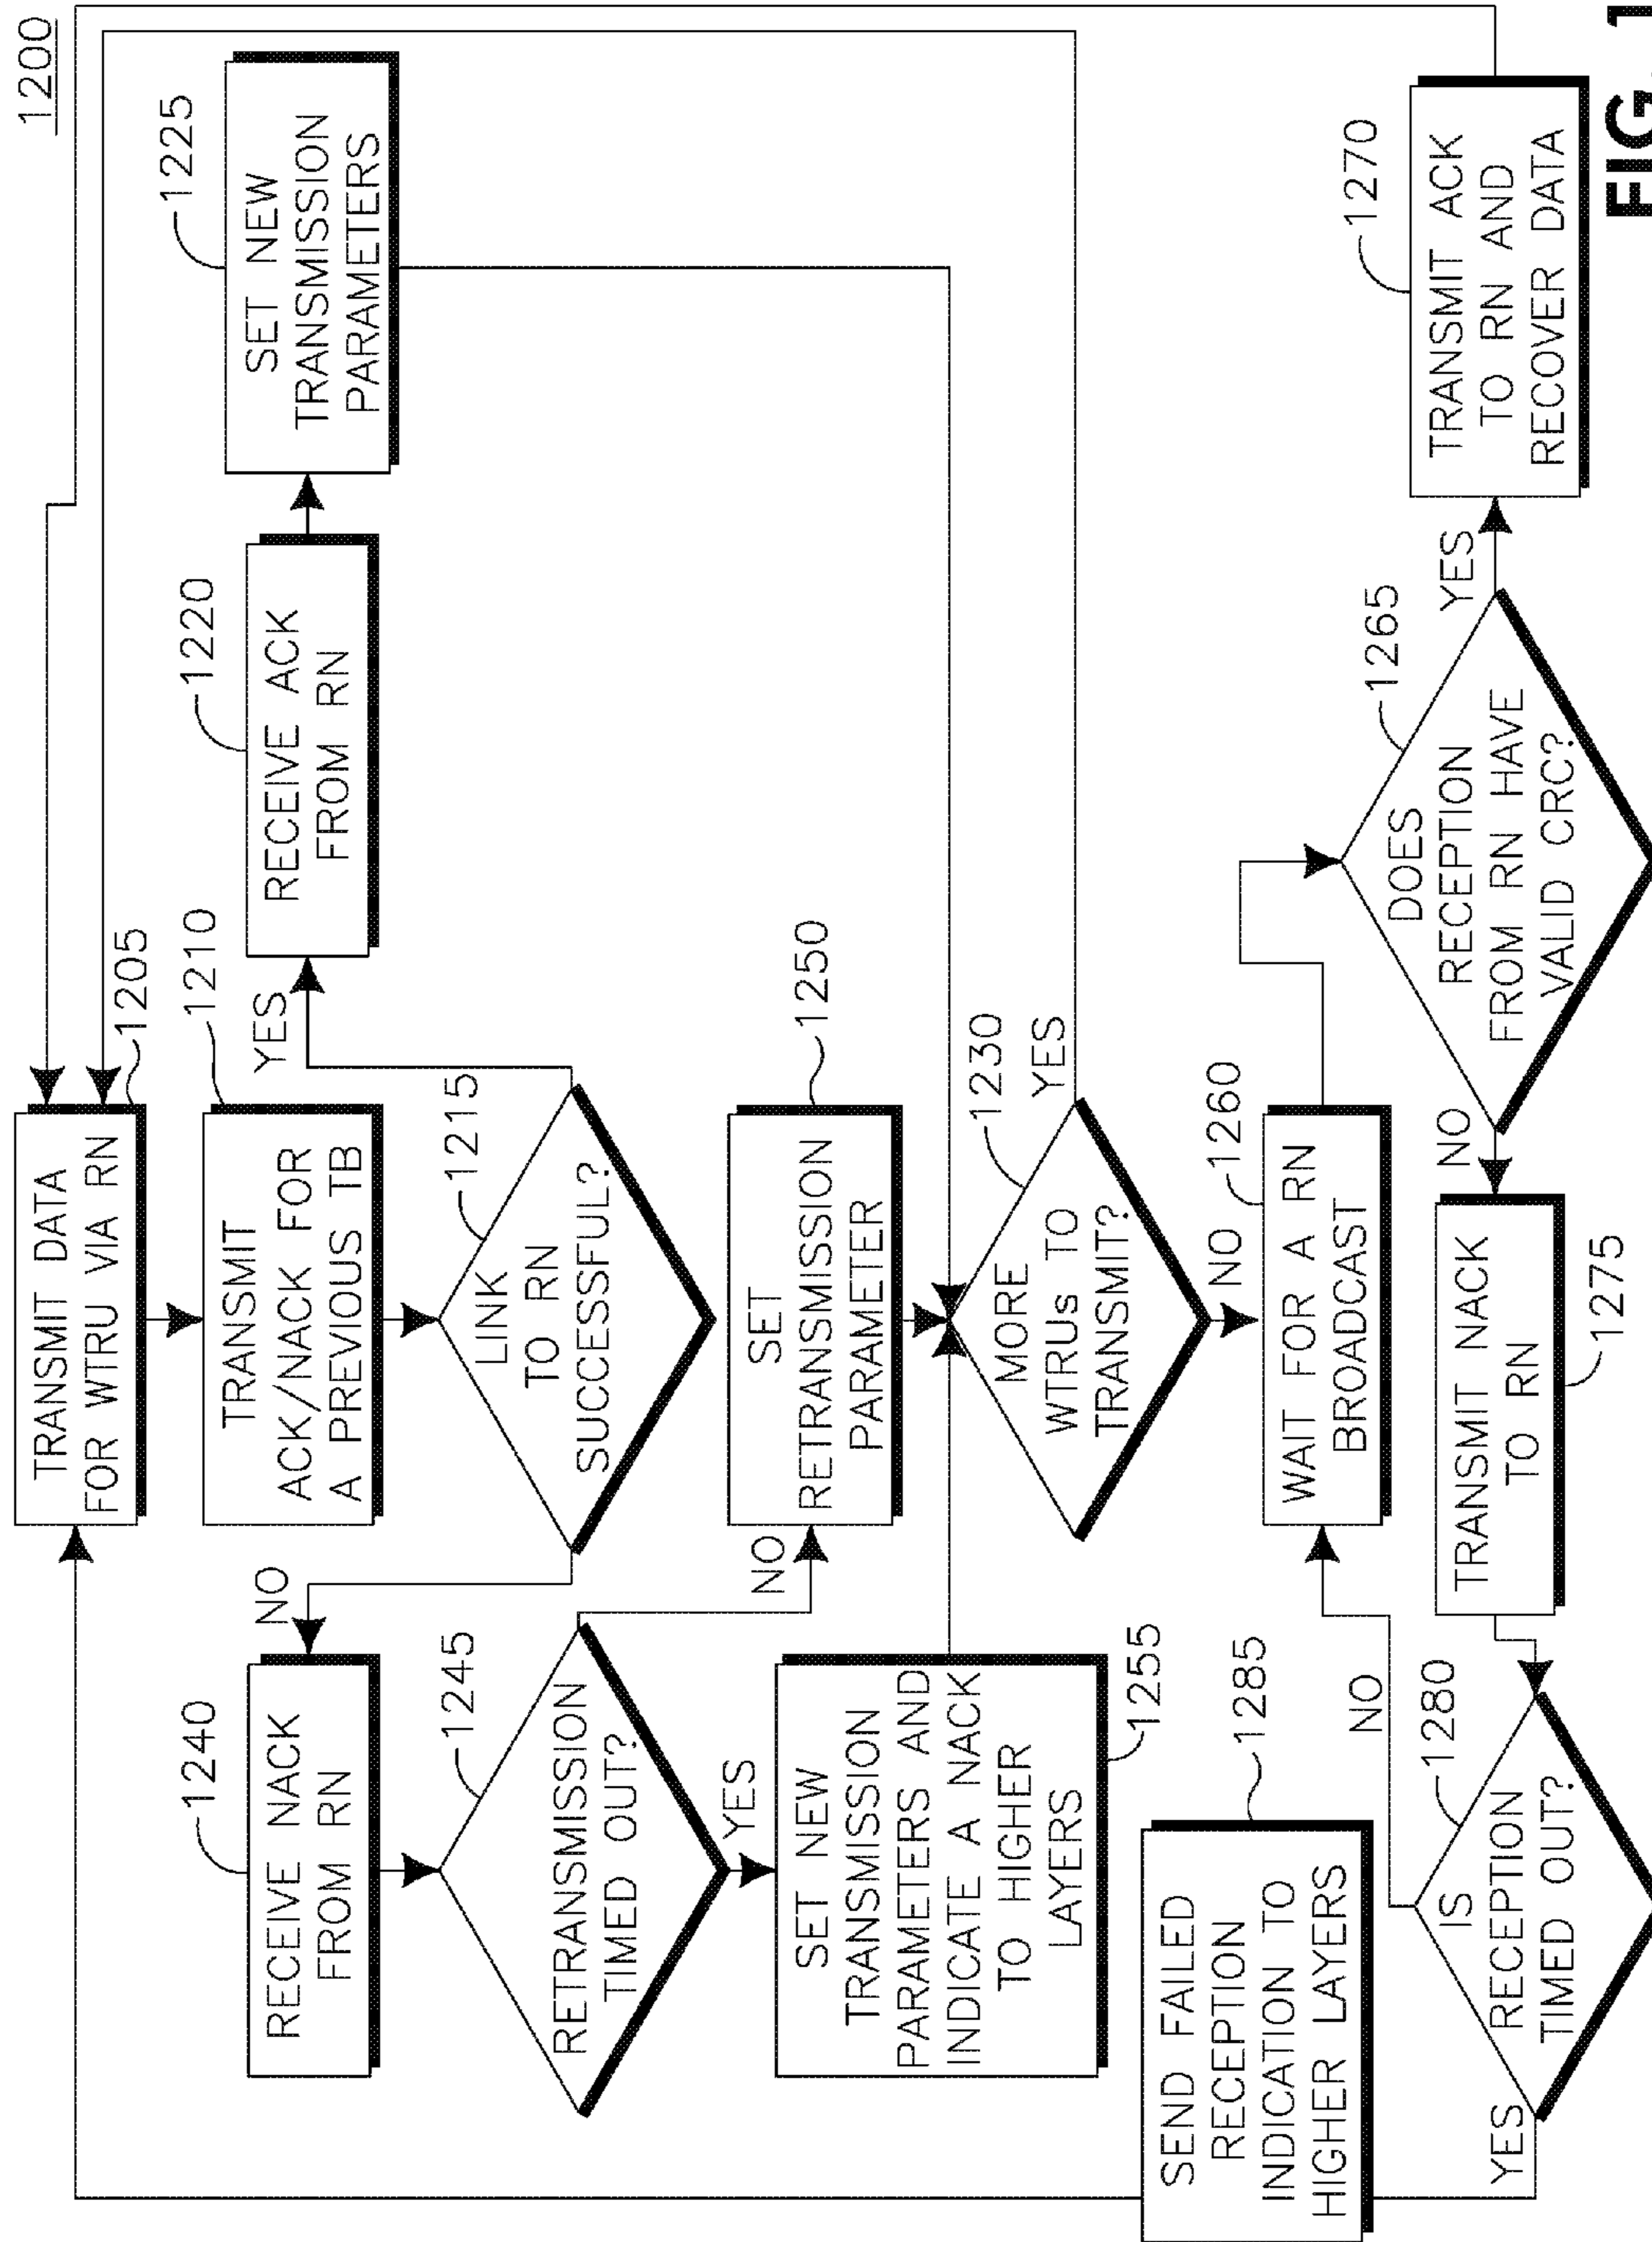 1200
TRANSMIT DATA
FOR WTRU VIA RN
1205
TRANSMIT
ACK/NACK FOR
A PREVIOUS TB
1210
LINK
TO RN
SUCCESSFUL?
1215
YES
RECEIVE ACK
FROM RN
1220
SET NEW
TRANSMISSION
PARAMETERS
1225
NO
RECEIVE NACK
FROM RN
1240
RETRANSMISSION
TIMED OUT?
1245
NO
SET
RETRANSMISSION
PARAMETER
1250
YES
SET NEW
TRANSMISSION
PARAMETERS AND
INDICATE A NACK
TO HIGHER
LAYERS
1255
MORE
WTRUs TO
TRANSMIT?
1230
YES
NO
WAIT FOR A RN
BROADCAST
1260
DOES
RECEPTION
FROM RN HAVE
VALID CRC?
1265
YES
TRANSMIT ACK
TO RN AND
RECOVER DATA
1270
NO
TRANSMIT NACK
TO RN
1275
IS
RECEPTION
TIMED OUT?
1280
NO
YES
SEND FAILED
RECEPTION
INDICATION TO
HIGHER LAYERS
1285
FIG. 1